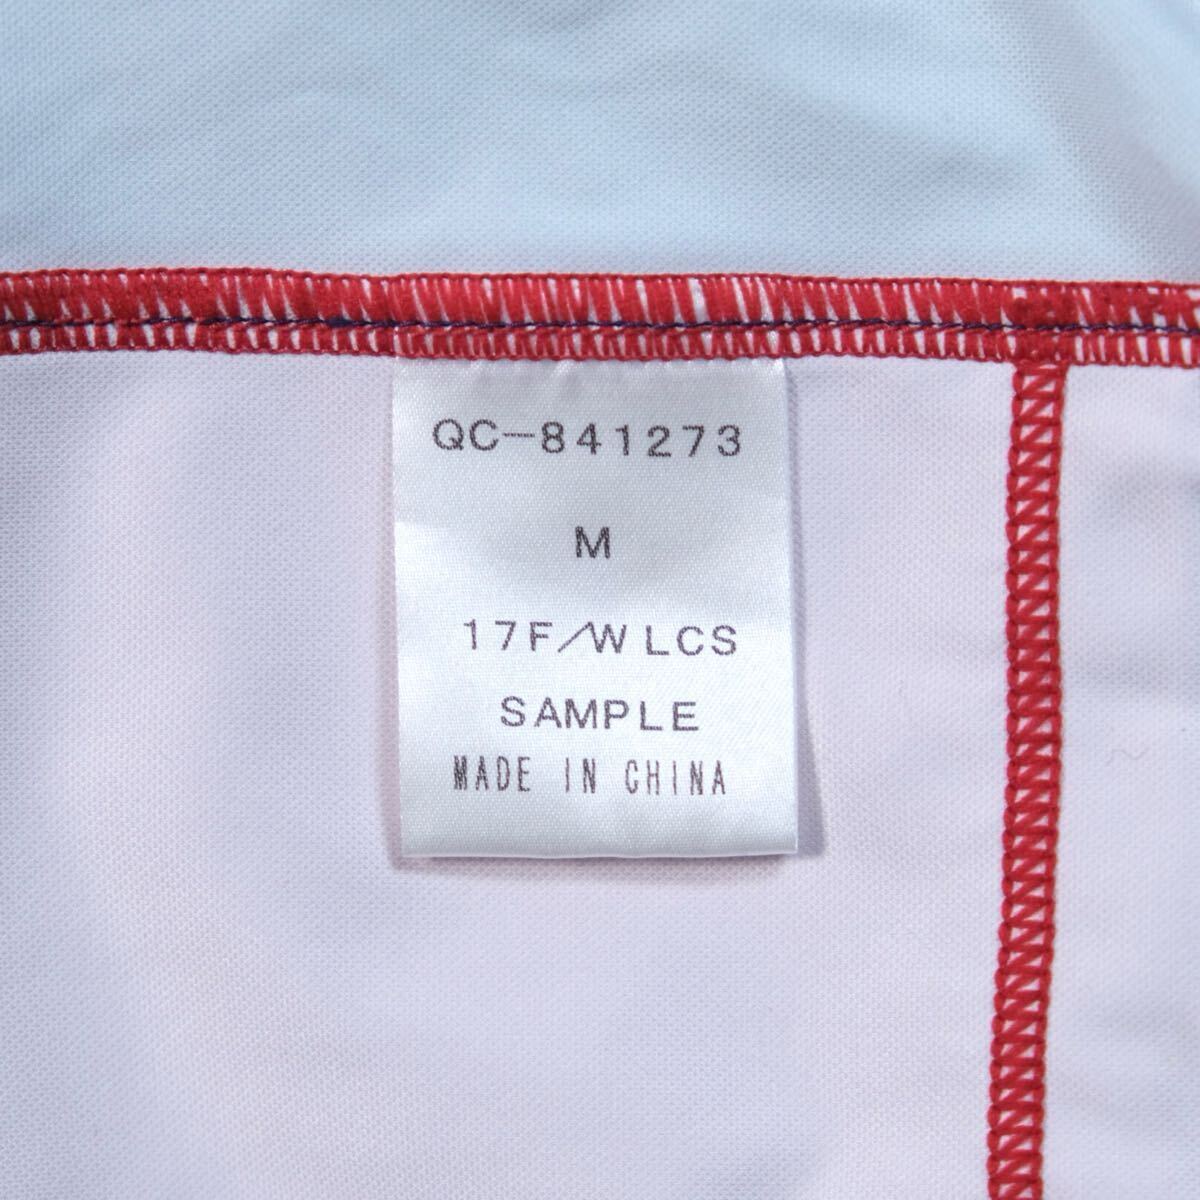 QC-841273
M
17F/W LCS
SAMPLE
MADE IN CHINA